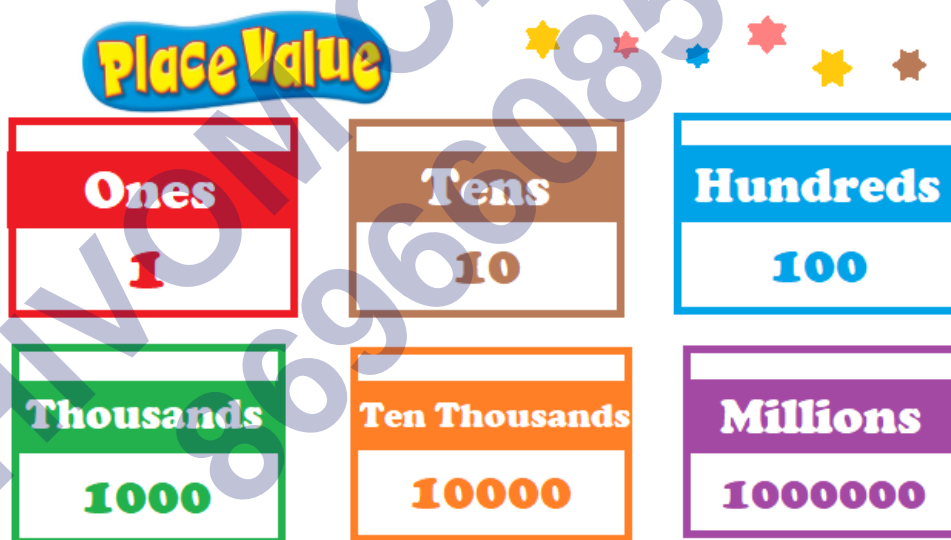 Place Value
Ones
1
Tens
10
Hundreds
100
Thousands
1000
Ten Thousands
10000
Millions
1000000